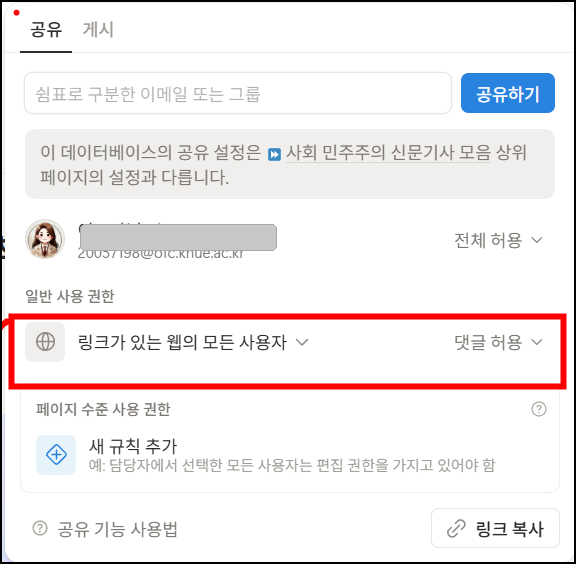 공유 게시
쉼표로 구분한 이메일 또는 그룹
공유하기
이 데이터베이스의 공유 설정은 사회 민주주의 신문기사 모음 상위
페이지의 설정과 다릅니다.
전체 허용
일반 사용 권한
링크가 있는 웹의 모든 사용자
댓글 허용
페이지 수준 사용 권한
새 규칙 추가
예: 담당자에서 선택한 모든 사용자는 편집 권한을 가지고 있어야 함
공유 기능 사용법
링크 복사